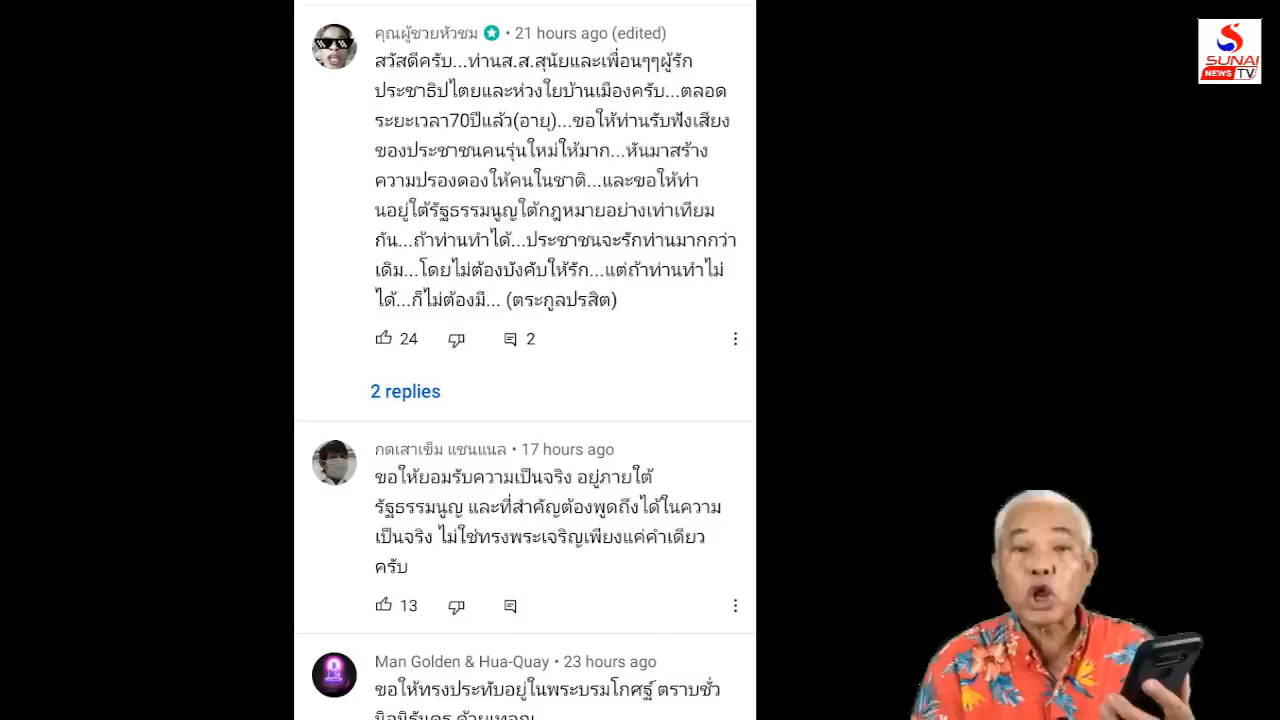 คุณผู้ชวยหัวชม • 21 hours ago (edited)
สวัสดีครับ...ท่านส.ส.สุนัยและเพื่อนๆๆผู้รัก
ประชาธิปไตยและห่วงใยบ้านเมืองครับ...ตลอด
ระยะเวลา70ปีแล้ว(อายุ)...ขอให้ท่านรับฟังเสียง
ของประชาชนคนรุ่นใหม่ให้มาก...หันมาสร้าง
ความปรองดองให้คนในชาติ...และขอให้ท่า
นอยู่ใต้รัฐธรรมนูญใต้กฎหมายอย่างเท่าเทียม
กัน...ถ้าท่านทำได้...ประชาชนจะรักท่านมากกว่า
เดิม...โดยไม่ต้องบังคับให้รัก...แต่ถ้าท่านทำไม่
ได้...ก็ไม่ต้องมี... (ตระกูลปรสิต)
24 2
2 replies
กดเสาเข็ม แชนแนล • 17 hours ago
ขอให้ยอมรับความเป็นจริง อยู่ภายใต้
รัฐธรรมนูญ และที่สำคัญต้องพูดถึงได้ในความ
เป็นจริง ไม่ใช่ทรงพระเจริญเพียงแค่คำเดียว
ครับ
13
Man Golden & Hua-Quay • 23 hours ago
ขอให้ทรงประทับอยู่ในพระบรมโกศฐ์ ตราบชั่ว
SUNAI
NEWS TV